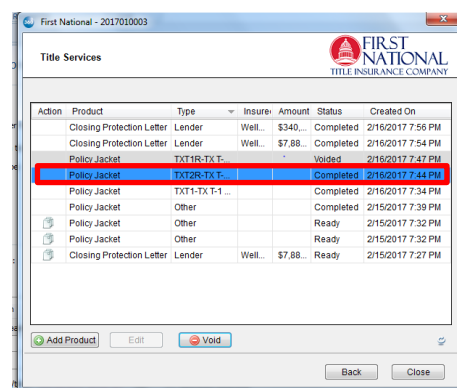 First National - 2017010003
Title Services
FIRST
NATIONAL
TITLE INSURANCE COMPANY
Action Product Type Insure Amount Status Created On
Closing Protection Letter Lender Well... $340,... Completed 2/16/2017 7:56 PM
Closing Protection Letter Lender Well... $7,88... Completed 2/16/2017 7:54 PM
Policy Jacket TXT1R-TX T-... Voided 2/16/2017 7:47 PM
Policy Jacket TXT2R-TX T-... Completed 2/16/2017 7:44 PM
Policy Jacket TXT1-TX T-1 Completed 2/16/2017 7:34 PM
Policy Jacket Other Completed 2/15/2017 7:39 PM
Policy Jacket Other Ready 2/15/2017 7:32 PM
Policy Jacket Other Ready 2/15/2017 7:32 PM
Closing Protection Letter Lender Well... $7,88... Ready 2/15/2017 7:27 PM
Add Product Edit Void
Back Close